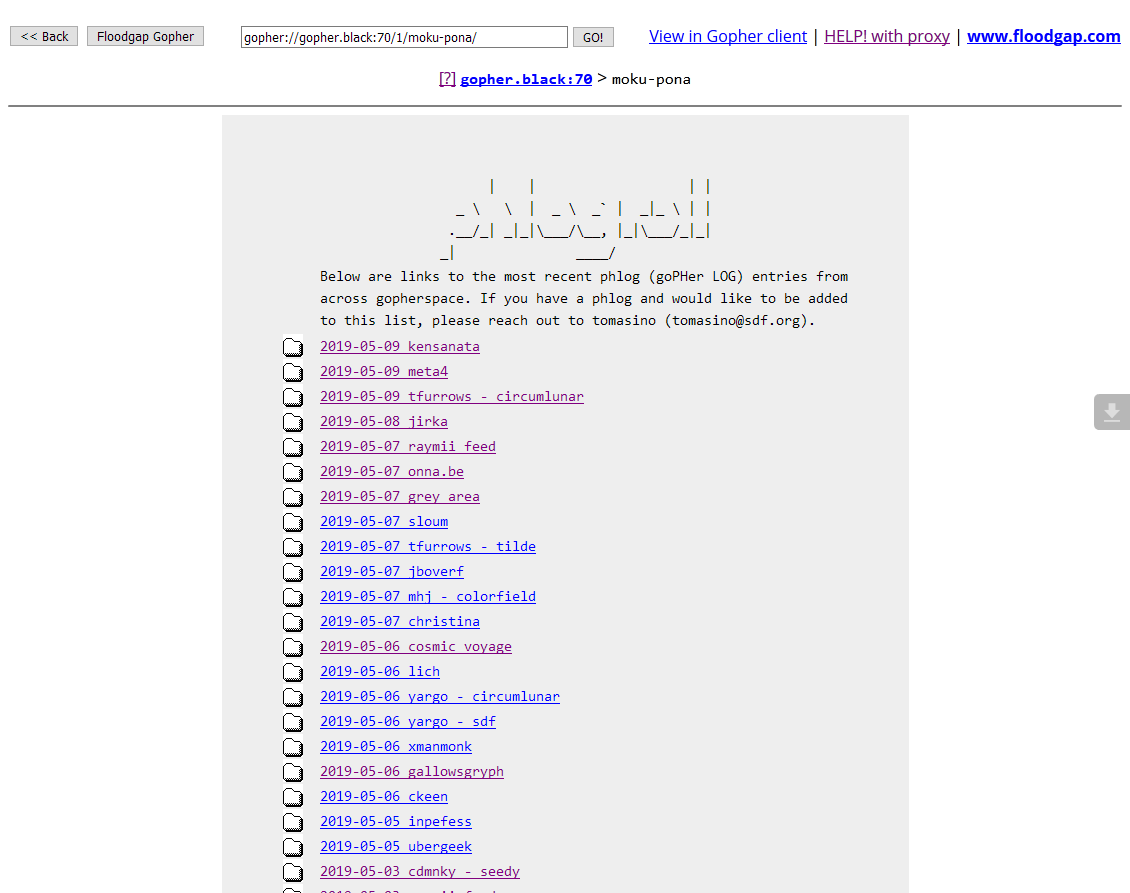 << Back Floodgap Gopher gopher://gopher.black:70/1/moku-pona/ GO! View in Gopher client | HELP! with proxy | www.floodgap.com
[?] gopher.black:70 > moku-pona
Below are links to the most recent phlog (goPHer LOG) entries from
across gopherspace. If you have a phlog and would like to be added
to this list, please reach out to tomasino (tomasino@sdf.org).
2019-05-09 kensanata
2019-05-09 meta4
2019-05-09 tfurrows - circumlunar
2019-05-08 jirka
2019-05-07 raymii feed
2019-05-07 onna.be
2019-05-07 grey area
2019-05-07 sloum
2019-05-07 tfurrows - tilde
2019-05-07 jboverf
2019-05-07 mhj - colorfield
2019-05-07 christina
2019-05-06 cosmic voyage
2019-05-06 lich
2019-05-06 yargo - circumlunar
2019-05-06 yargo - sdf
2019-05-06 xmanmonk
2019-05-06 gallowsgryph
2019-05-06 ckeen
2019-05-05 inpefess
2019-05-05 ubergeek
2019-05-03 cdmnky - seedy